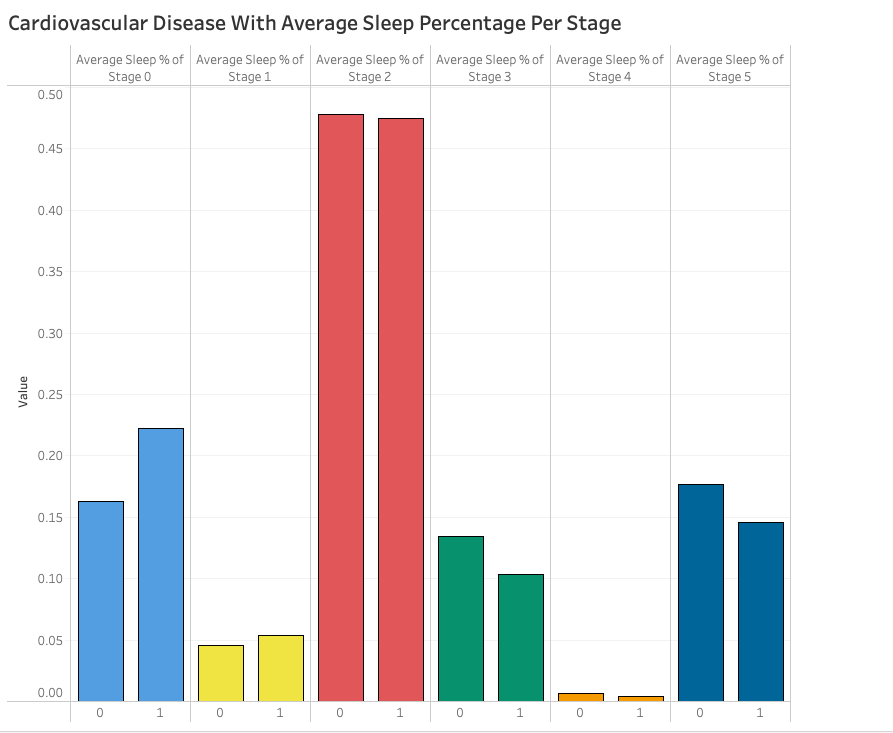 Cardiovascular Disease With Average Sleep Percentage Per Stage
Average Sleep % of
Stage 0
Average Sleep % of
Stage 1
Average Sleep % of
Stage 2
Average Sleep % of
Stage 3
Average Sleep % of
Stage 4
Average Sleep % of
Stage 5
0.50
0.45
0.40
0.35
0.30
0.25
0.20
0.15
0.10
0.05
0.00
Value
0 1 0 1 0 1 0 1 0 1 0 1